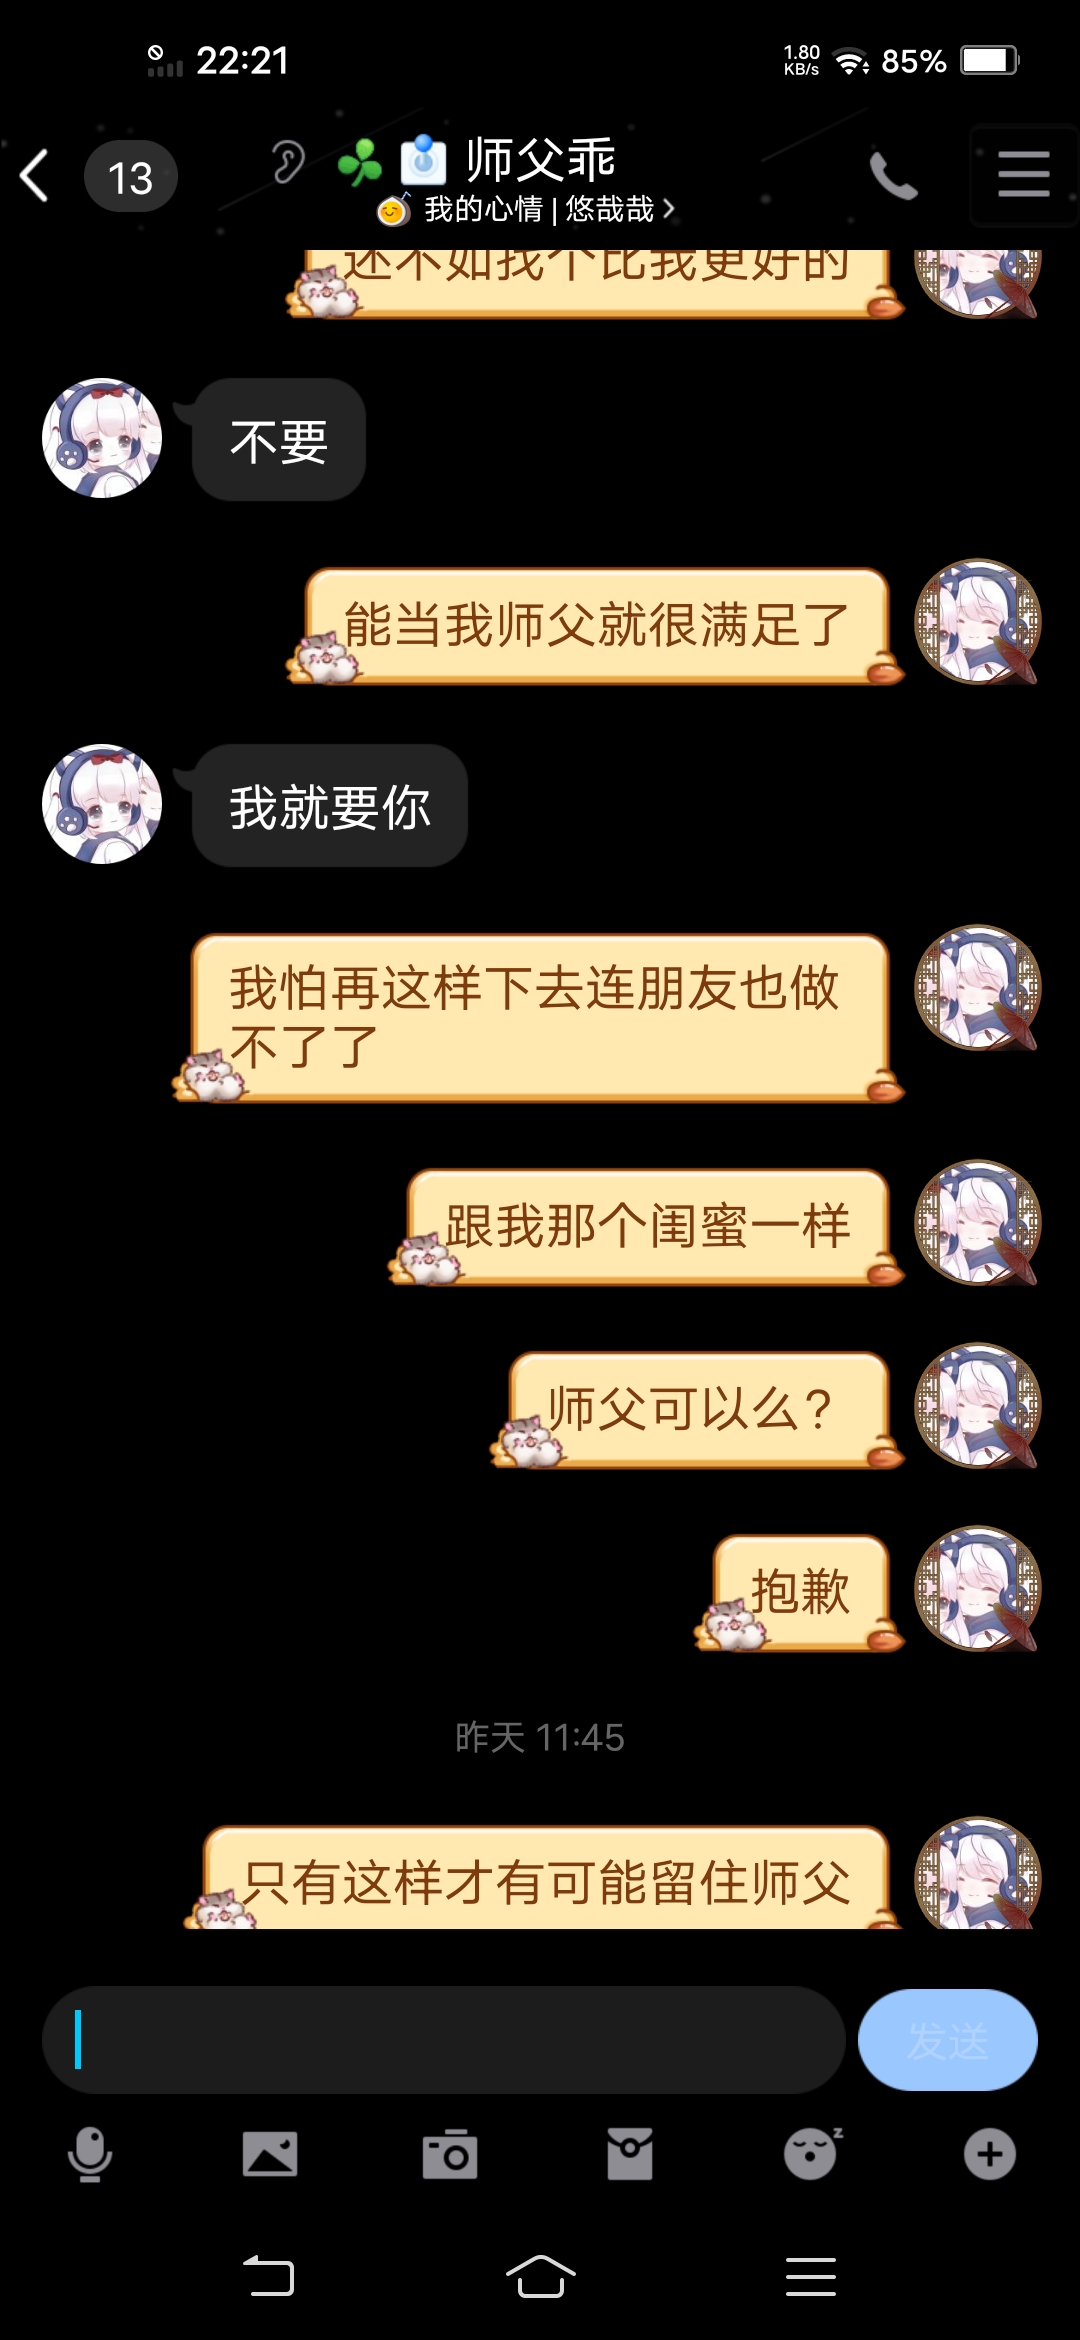 22:21
1.80
KB/s
85%
13
师父乖
我的心情 | 悠哉哉
还不如找个比我更好的
不要
能当我师父就很满足了
我就要你
我怕再这样下去连朋友也做
不了了
跟我那个闺蜜一样
师父可以么?
抱歉
昨天 11:45
只有这样才有可能留住师父
发送